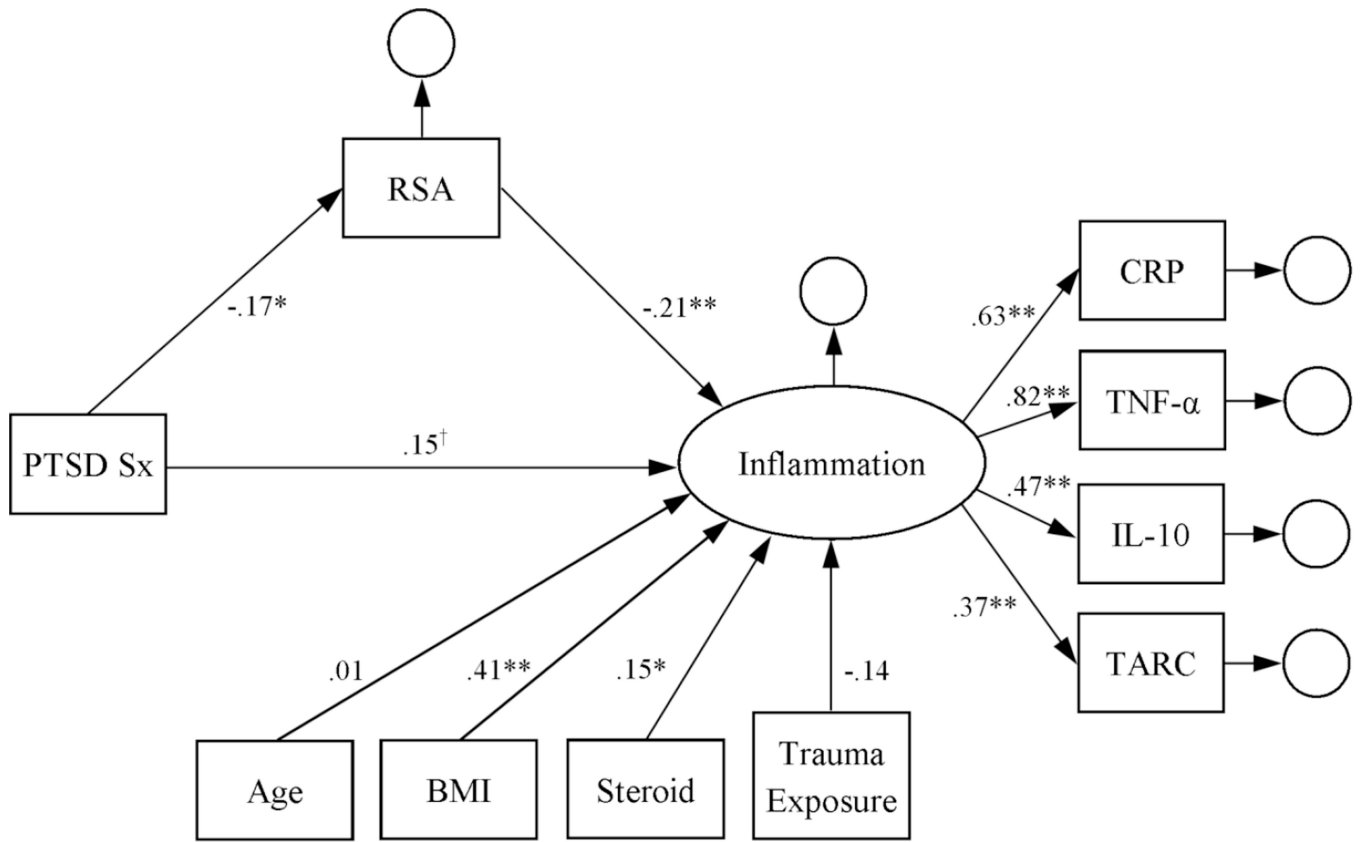 RSA
-.17*
-.21**
PTSD Sx
.15†
Inflammation
.63**
CRP
.82**
TNF-α
.47**
IL-10
.37**
TARC
.01
.41**
.15*
-.14
Age
BMI
Steroid
Trauma
Exposure